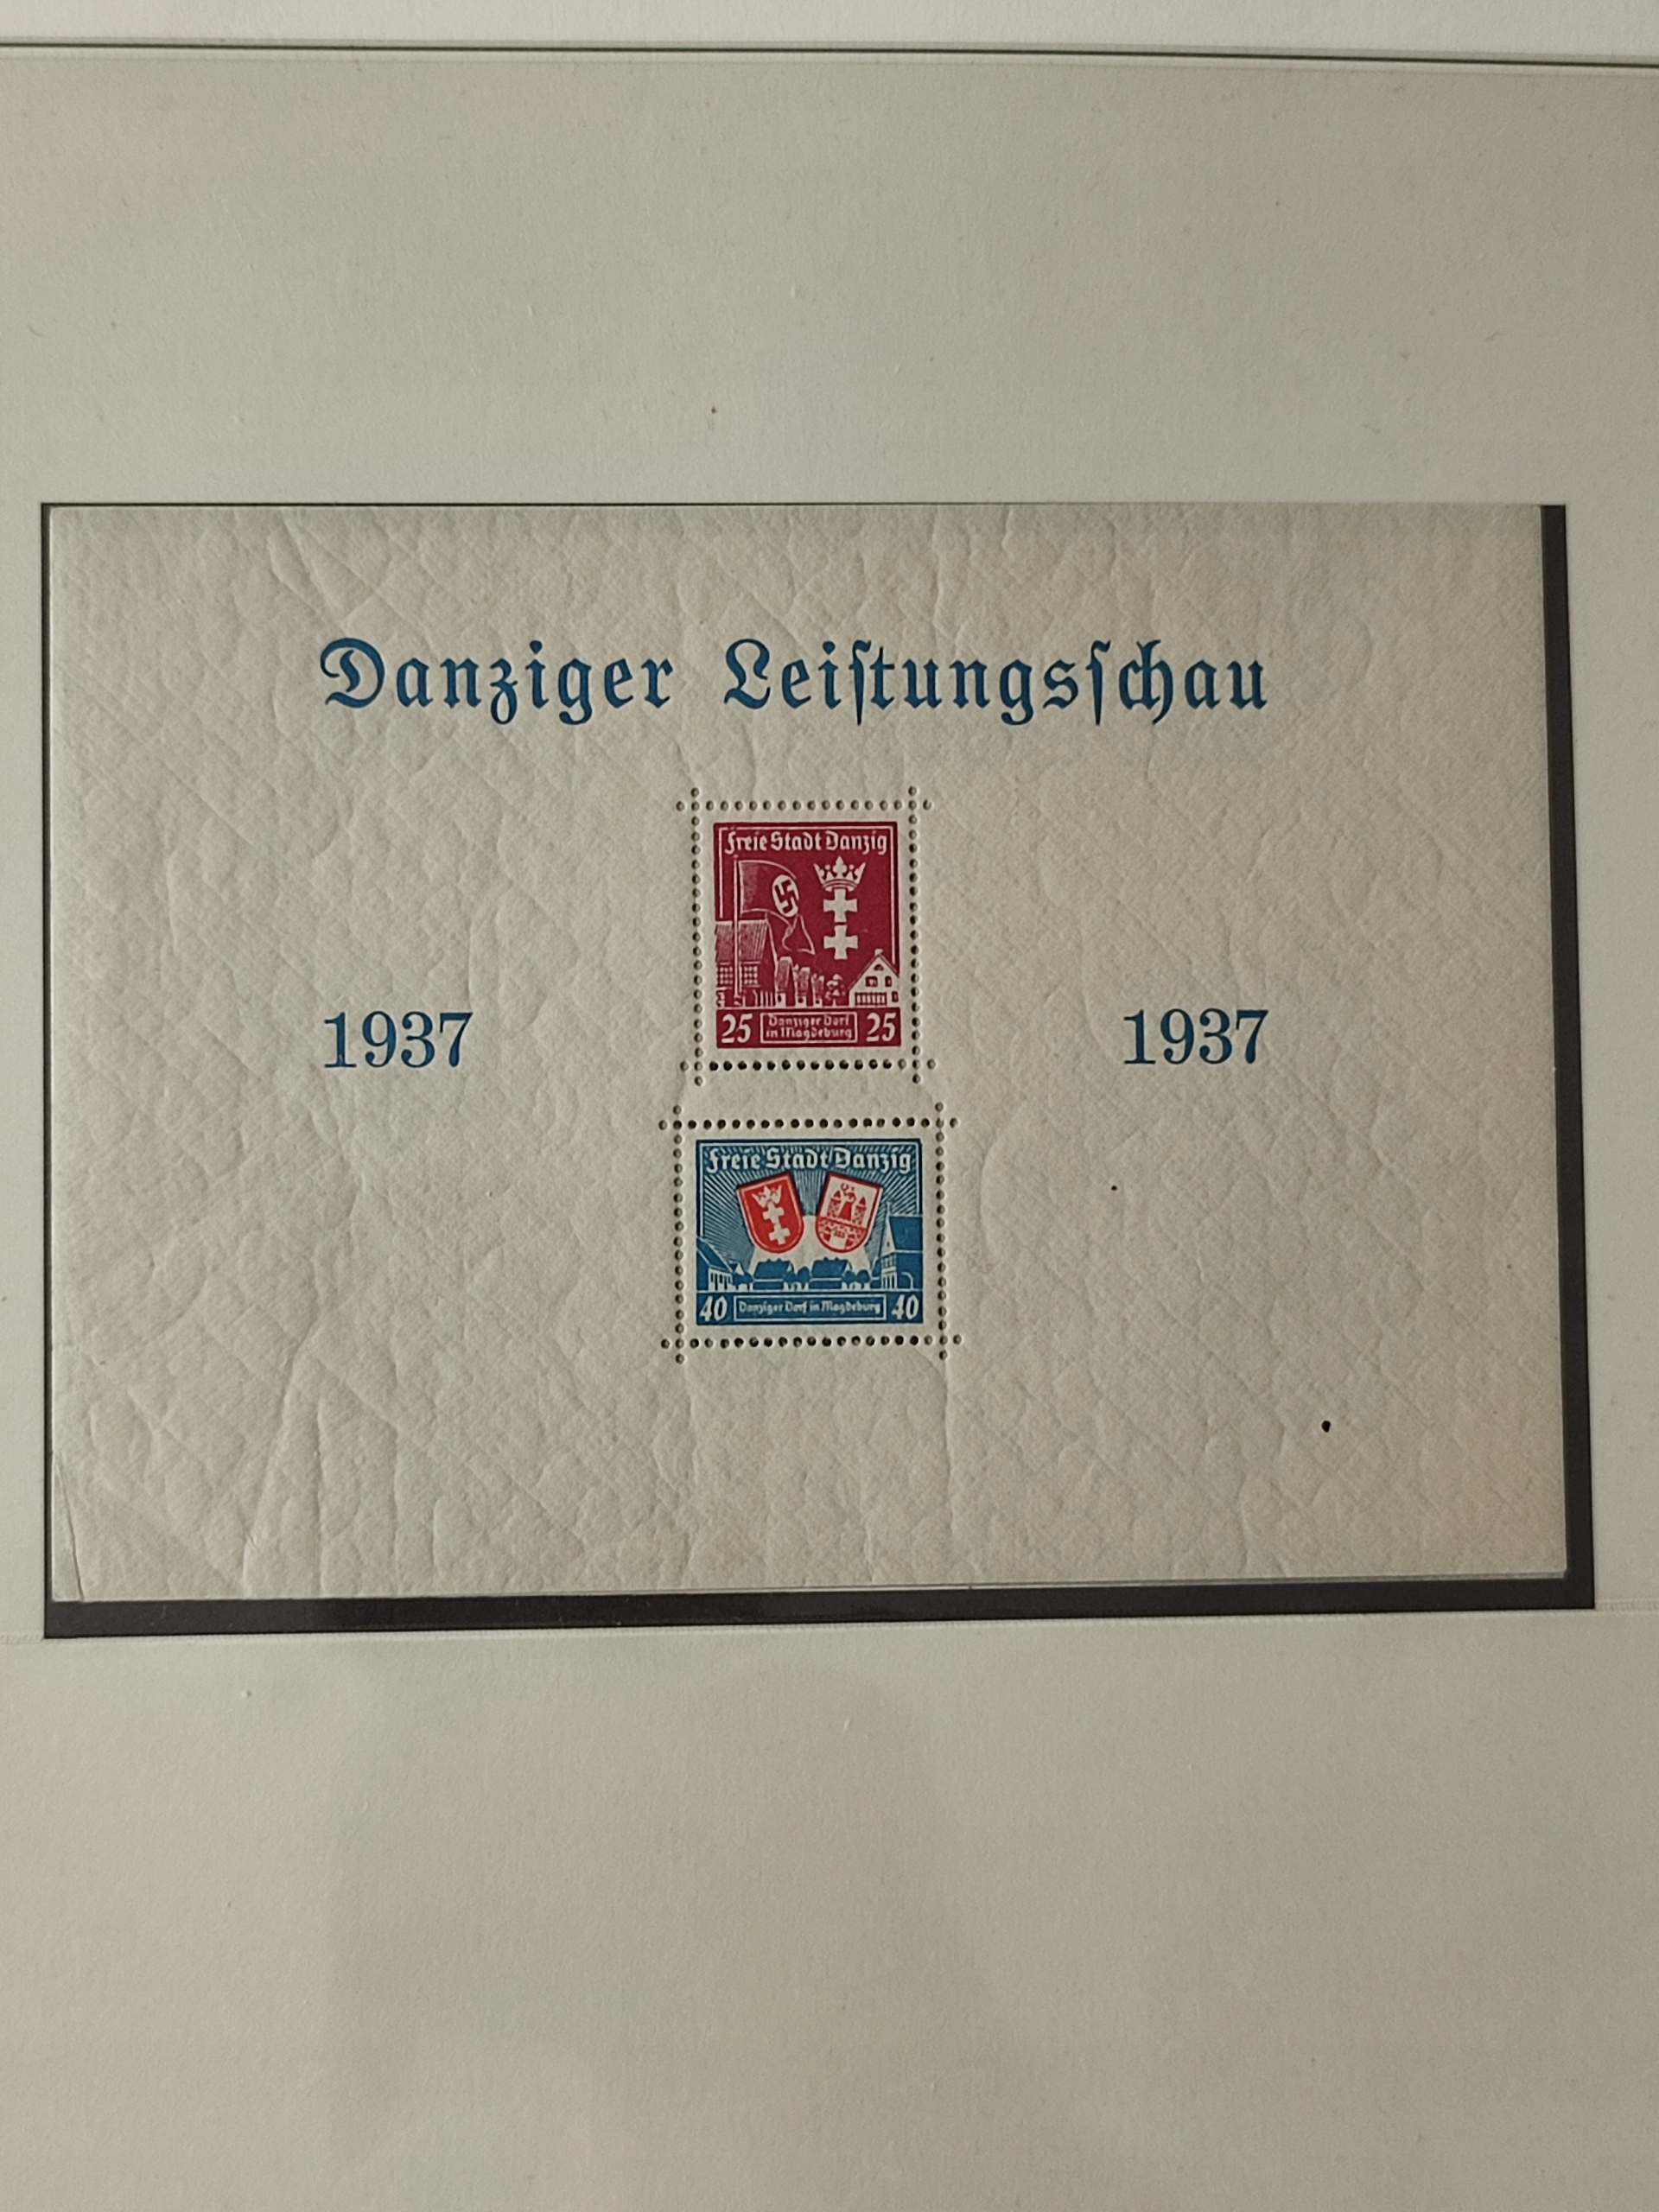 Danziger Leiſtungsſchau
1937
1937
Freie Stadt Danzig
25
Danziger Dorf
in Magdeburg
25
Freie Stadt Danzig
40
Danziger Dorf in Magdeburg
40